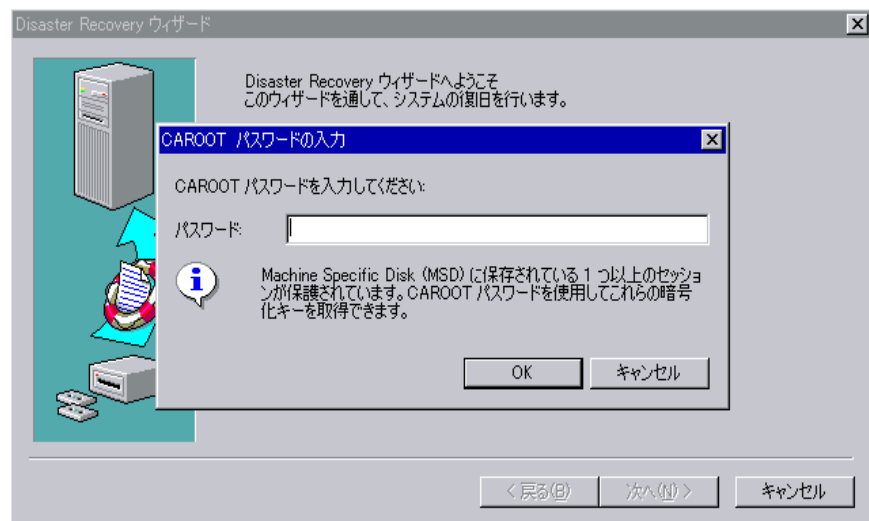 Disaster Recovery ウィザード
Disaster Recovery ウィザードへようこそ
このウィザードを通して、システムの復旧を行います。
CAROOT パスワードの入力
CAROOT パスワードを入力してください:
パスワード:
Machine Specific Disk (MSD) に保存されている 1 つ以上のセッショ
ンが保護されています。CAROOT パスワードを使用してこれらの暗号
化キーを取得できます。
OK
キャンセル
< 戻る(B)
次へ(N) >
キャンセル